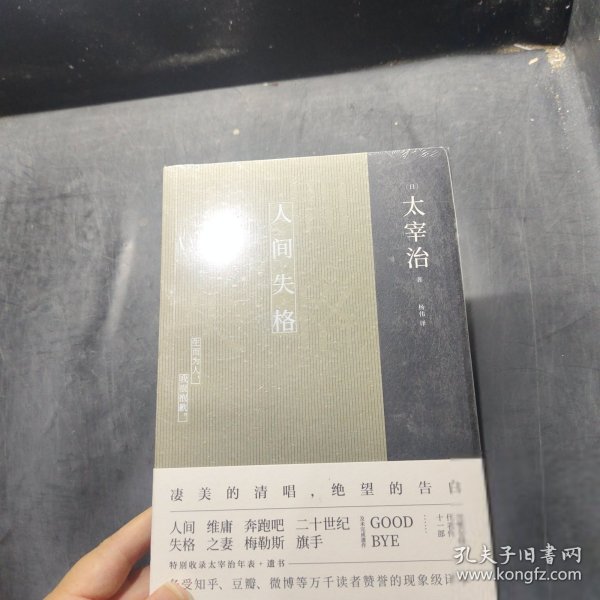 人间失格
生而为人，
我很抱歉。
[日]
太宰治
著
杨伟 译
凄美的清唱，绝望的告白
人间 维庸 奔跑吧 二十世纪
失格 之妻 梅勒斯 旗手
GOOD
BYE
……
十一部
特别收录太宰治年表·遗书
受知乎、豆瓣、微博等万千读者赞誉的现象级译
孔夫子旧书网
www.kongfz.com